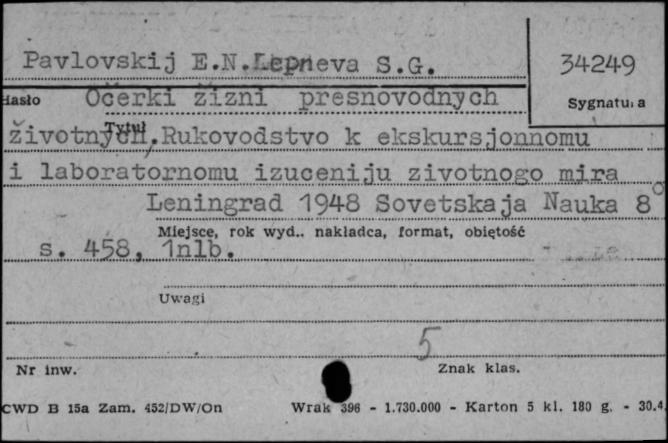 Pavlovskij E.N.Lepneva S.G.
34249
Hasło Očerki žizni presnovodnych
Sygnatura
životnych,.Rukovodstvo k ekskursjonnomu
Tytuł
i laboratornomu izuceniju zivotnogo mira
Leningrad 1948 Sovetskaja Nauka 8°
Miejsce, rok wyd.. nakładca, format, objętość
s. 458, 1nlb.
Uwagi
5
Nr inw.
Znak klas.
CWD B 15a Zam. 452/DW/On
Wrak 396 - 1.730.000 - Karton 5 kl. 180 g. - 30.4.